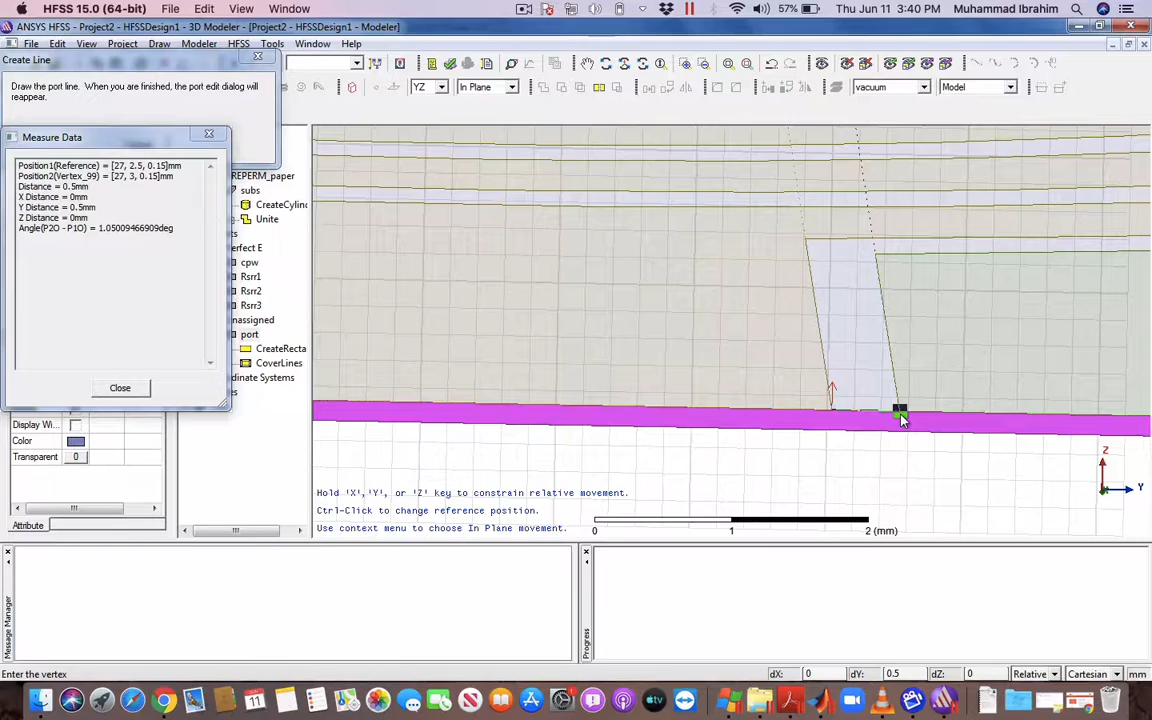 HFSS 15.0 (64-bit) File Edit View Window 57% Thu Jun 11 3:40 PM Muhammad Ibrahim
ANSYS HFSS - Project2 - HFSSDesign1 - 3D Modeler - [Project2 - HFSSDesign1 - Modeler]
File Edit View Project Draw Modeler HFSS Tools Window Help
Create Line
Draw the port line. When you are finished, the port edit dialog will
reappear.
YZ In Plane vacuum Model
Measure Data
Position1(Reference) = [27, 2.5, 0.15]mm
Position2(Vertex_99) = [27, 3, 0.15]mm
Distance = 0.5mm
X Distance = 0mm
Y Distance = 0.5mm
Z Distance = 0mm
Angle(P2O - P1O) = 1.05009466909deg
Close
REPERM_paper
subs
CreateCylin
Unite
erfect E
cpw
Rsrr1
Rsrr2
Rsrr3
nassigned
port
CreateRecta
CoverLines
dinate Systems
es
Display Wi...
Color
Transparent 0
Attribute
Hold 'X','Y', or 'Z' key to constrain relative movement.
Ctrl-Click to change reference position.
Use context menu to choose In Plane movement.
0 1 2 (mm)
Z
Y
Message Manager
Progress
Enter the vertex dX: 0 dY: 0.5 dZ: 0 Relative Cartesian mm